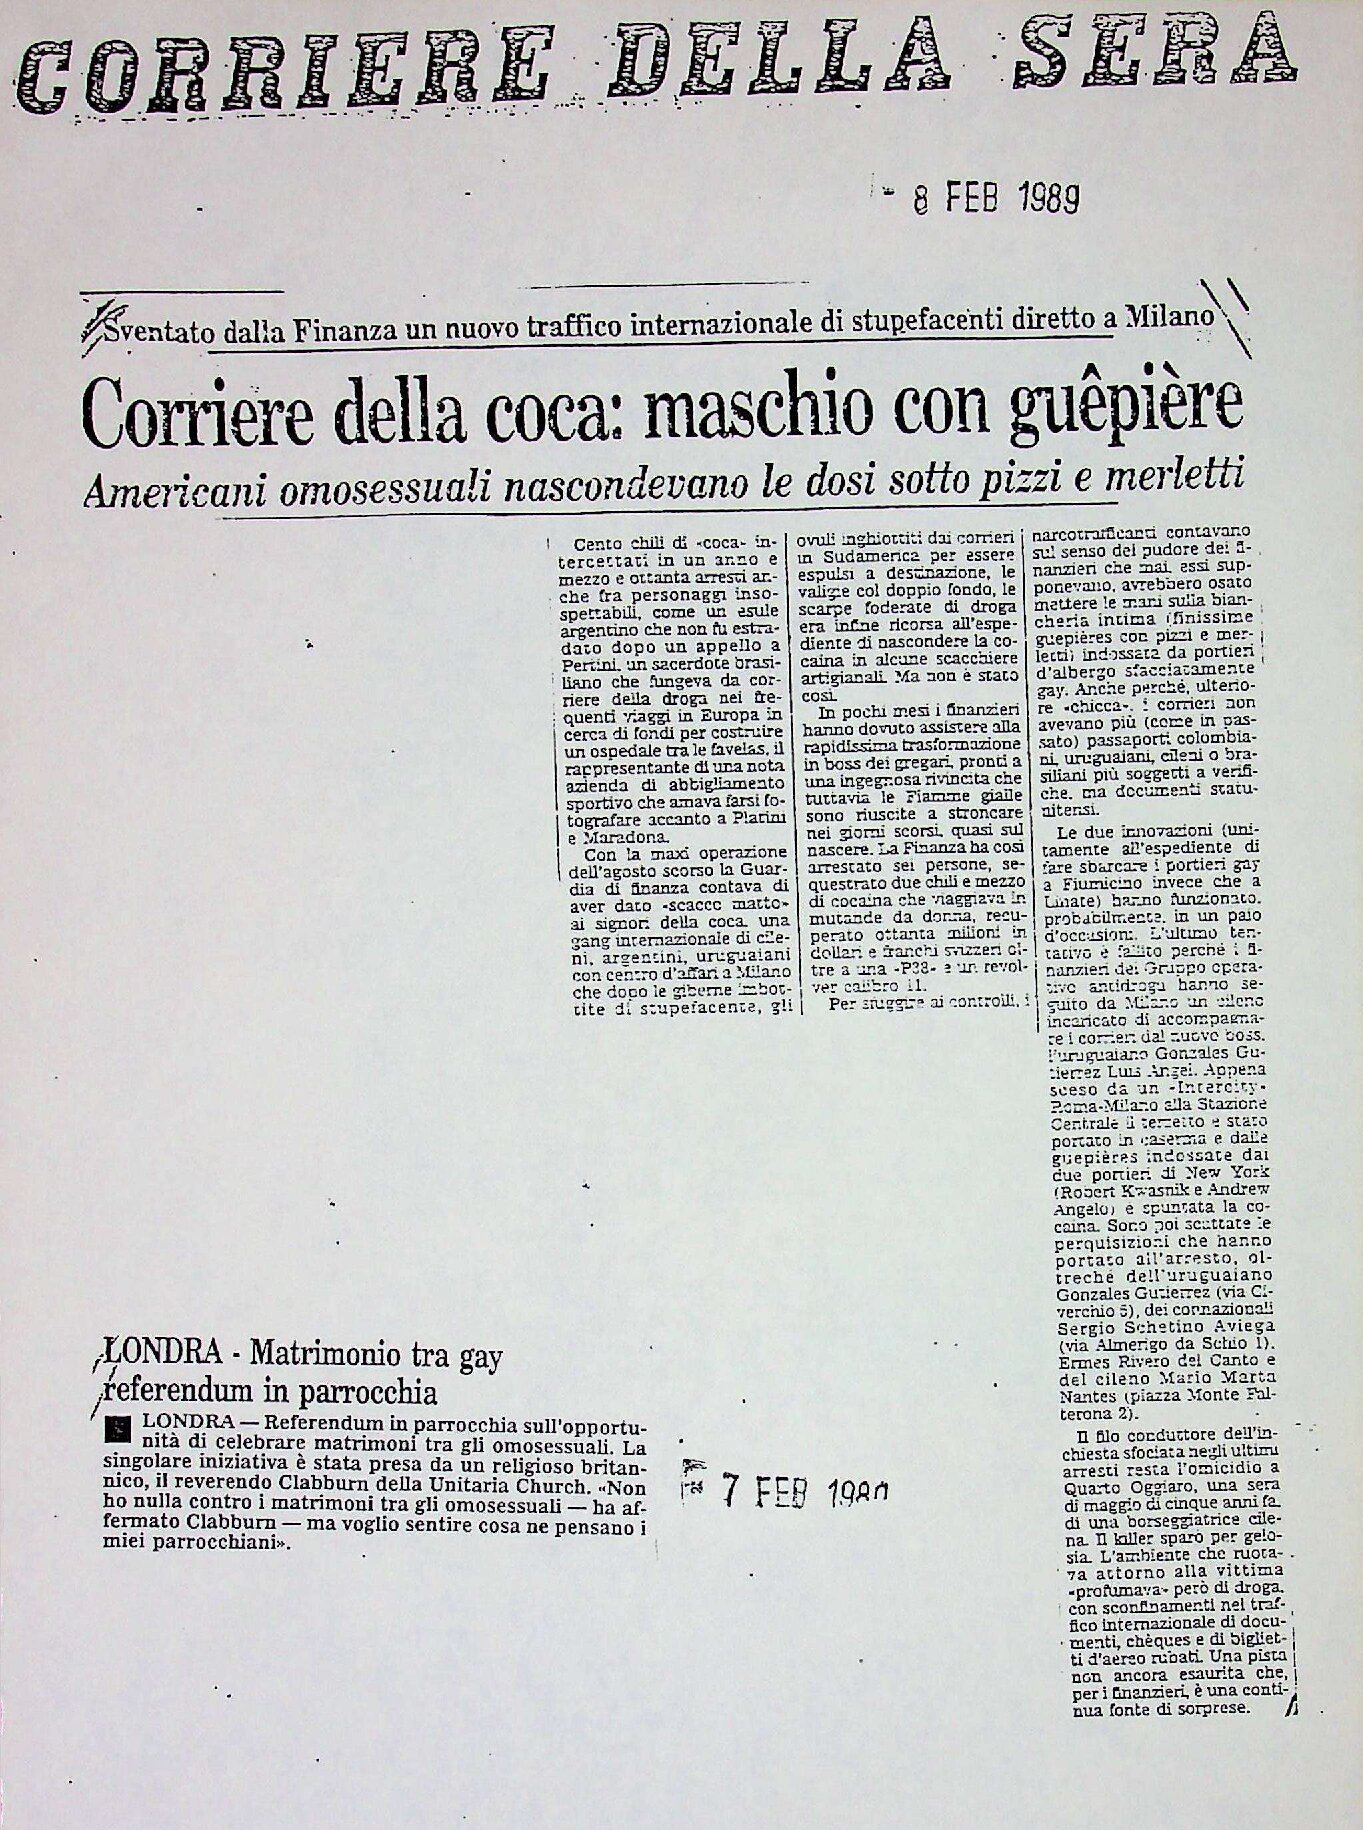 CORRIERE DELLA SERA
- 8 FEB 1989
Sventato dalla Finanza un nuovo traffico internazionale di stupefacenti diretto a Milano
Corriere della coca: maschio con guêpière
Americani omosessuali nascondevano le dosi sotto pizzi e merletti
Cento chili di «coca» in-
tercettati in un anno e
mezzo e ottanta arresti an-
che fra personaggi inso-
spettabili, come un esule
argentino che non fu estra-
dato dopo un appello a
Pertini, un sacerdote brasi-
liano che fungeva da cor-
riere della droga nei fre-
quenti viaggi in Europa in
cerca di fondi per costruire
un ospedale tra le favelas, il
rappresentante di una nota
azienda di abbigliamento
sportivo che amava farsi fo-
tografare accanto a Platini
e Maradona.
Con la maxi operazione
dell'agosto scorso la Guar-
dia di finanza contava di
aver dato «scacco matto»
ai signori della coca, una
gang internazionale di cile-
ni, argentini, uruguaiani
con centro d'affari a Milano
che dopo le giberne imbot-
tite di stupefacente, gli
ovuli inghiottiti dai corrieri
in Sudamerica per essere
espulsi a destinazione, le
valigie col doppio fondo, le
scarpe foderate di droga
era infine ricorsa all'espe-
diente di nascondere la co-
caina in alcune scacchiere
artigianali. Ma non è stato
così.
In pochi mesi i finanzieri
hanno dovuto assistere alla
rapidissima trasformazione
in boss dei gregari, pronti a
una ingegnosa rivincita che
tuttavia le Fiamme gialle
sono riuscite a stroncare
nei giorni scorsi, quasi sul
nascere. La Finanza ha così
arrestato sei persone, se-
questrato due chili e mezzo
di cocaina che viaggiava in
mutande da donna, recu-
perato ottanta milioni in
dollari e franchi svizzeri ol-
tre a una «P38» e un revol-
ver calibro 11.
Per sfuggire ai controlli, i
narcotrafficanti contavano
sul senso del pudore dei fi-
nanzieri che mai, essi sup-
ponevano, avrebbero osato
mettere le mani sulla bian-
cheria intima (finissime
guepières con pizzi e mer-
letti) indossata da portieri
d'albergo sfacciatamente
gay. Anche perché, ulterio-
re «chicca», i corrieri non
avevano più (come in pas-
sato) passaporti colombia-
ni, uruguaiani, cileni o bra-
siliani più soggetti a verifi-
che, ma documenti statu-
nitensi.
Le due innovazioni (uni-
tamente all'espediente di
fare sbarcare i portieri gay
a Fiumicino invece che a
Linate) hanno funzionato,
probabilmente, in un paio
d'occasioni. L'ultimo ten-
tativo è fallito perché i fi-
nanzieri del Gruppo opera-
tivo antidroga hanno se-
guito da Milano un cileno
incaricato di accompagna-
re i corrieri dal nuovo boss,
l'uruguaiano Gonzales Gu-
tierrez Luis Angel. Appena
sceso da un «Intercity»
Roma-Milano alla Stazione
Centrale il terzetto è stato
portato in caserma e dalle
guepières indossate dai
due portieri di New York
(Robert Kwasnik e Andrew
Angelo) è spuntata la co-
caina. Sono poi scattate le
perquisizioni che hanno
portato all'arresto, ol-
treché dell'uruguaiano
Gonzales Gutierrez (via Ci-
verchio 5), dei connazionali
Sergio Schetino Aviega
(via Almerigo da Schio 1),
Ermes Rivero del Canto e
del cileno Mario Marta
Nantes (piazza Monte Fal-
terona 2).
Il filo conduttore dell'in-
chiesta sfociata negli ultimi
arresti resta l'omicidio a
Quarto Oggiaro, una sera
di maggio di cinque anni fa,
di una borseggiatrice cile-
na. Il killer sparò per gelo-
sia. L'ambiente che ruota-
va attorno alla vittima
«profumava» però di droga,
con sconfinamenti nel traf-
fico internazionale di docu-
menti, chèques e di bigliet-
ti d'aereo rubati. Una pista
non ancora esaurita che,
per i finanzieri, è una conti-
nua fonte di sorprese.
LONDRA - Matrimonio tra gay
referendum in parrocchia
LONDRA — Referendum in parrocchia sull'opportu-
nità di celebrare matrimoni tra gli omosessuali. La
singolare iniziativa è stata presa da un religioso britan-
nico, il reverendo Clabburn della Unitaria Church. «Non
ho nulla contro i matrimoni tra gli omosessuali — ha af-
fermato Clabburn — ma voglio sentire cosa ne pensano i
miei parrocchiani».
7 FEB